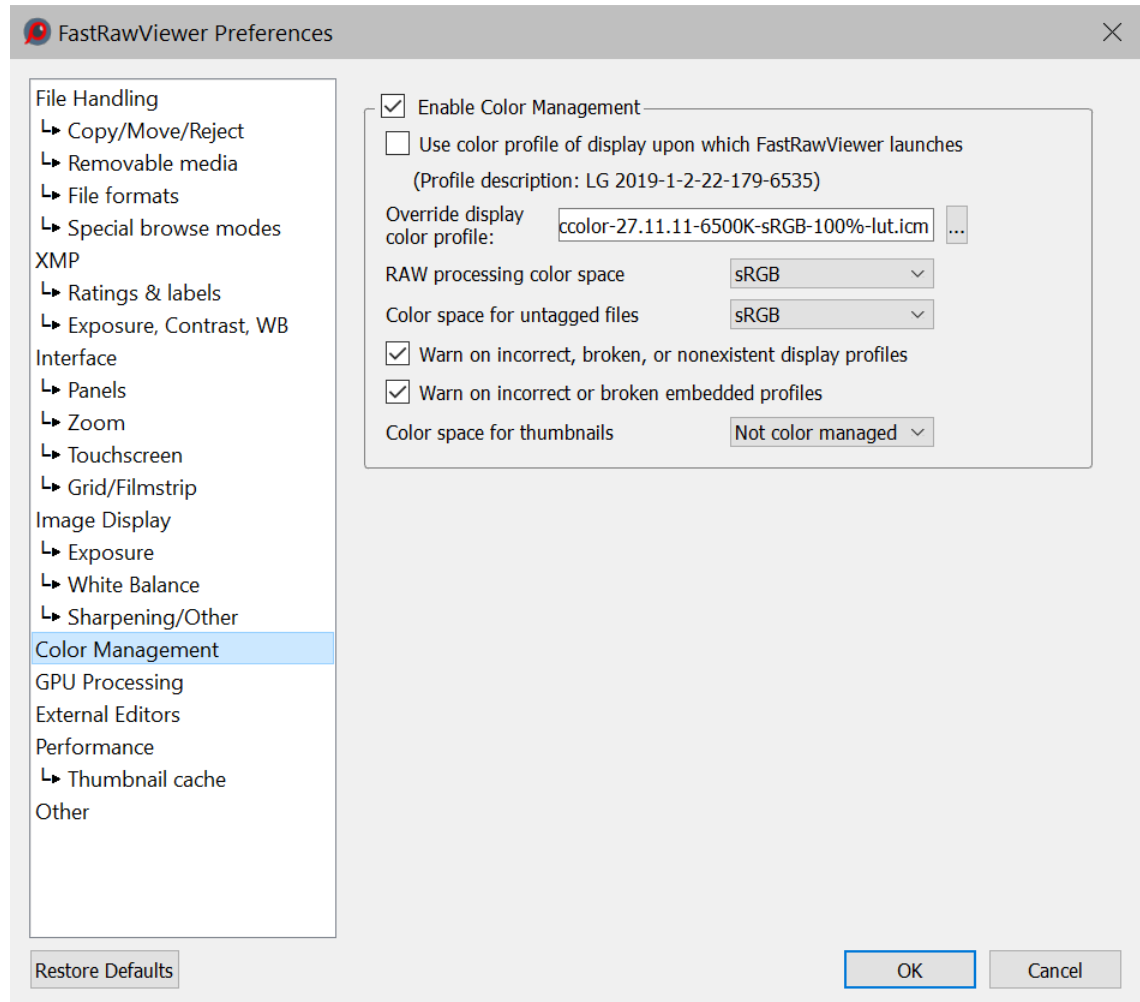 FastRawViewer Preferences
File Handling
Copy/Move/Reject
Removable media
File formats
Special browse modes
XMP
Ratings & labels
Exposure, Contrast, WB
Interface
Panels
Zoom
Touchscreen
Grid/Filmstrip
Image Display
Exposure
White Balance
Sharpening/Other
Color Management
GPU Processing
External Editors
Performance
Thumbnail cache
Other
Enable Color Management
Use color profile of display upon which FastRawViewer launches
(Profile description: LG 2019-1-2-22-179-6535)
Override display
color profile:
ccolor-27.11.11-6500K-sRGB-100%-lut.icm
...
RAW processing color space
sRGB
Color space for untagged files
sRGB
Warn on incorrect, broken, or nonexistent display profiles
Warn on incorrect or broken embedded profiles
Color space for thumbnails
Not color managed
Restore Defaults
OK
Cancel